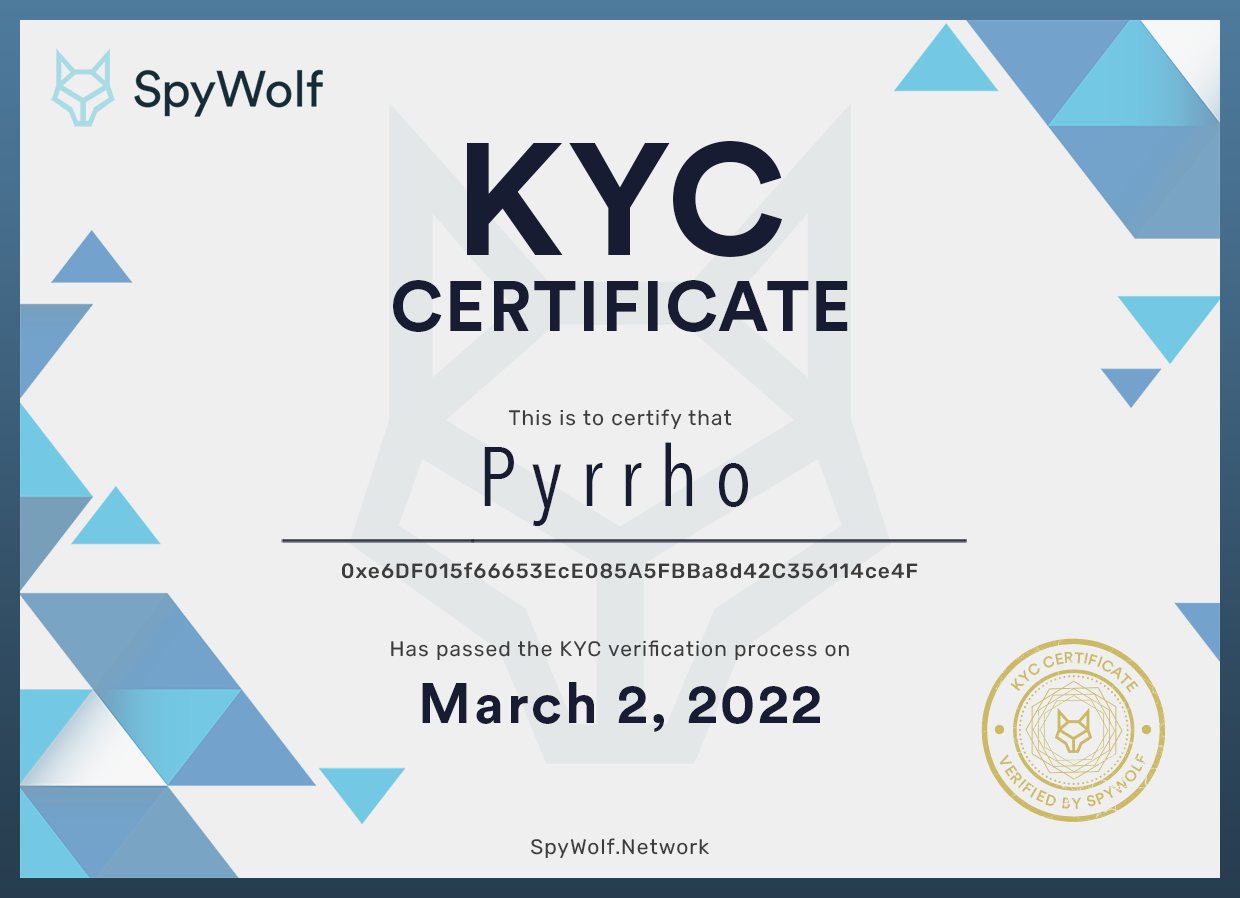 SpyWolf
KYC
CERTIFICATE
This is to certify that
Pyrrho
0xe6DF015f66653EcE085A5FBBa8d42C356114ce4F
Has passed the KYC verification process on
March 2, 2022
KYC CERTIFICATE
VERIFIED BY SPYWOLF
SpyWolf.Network